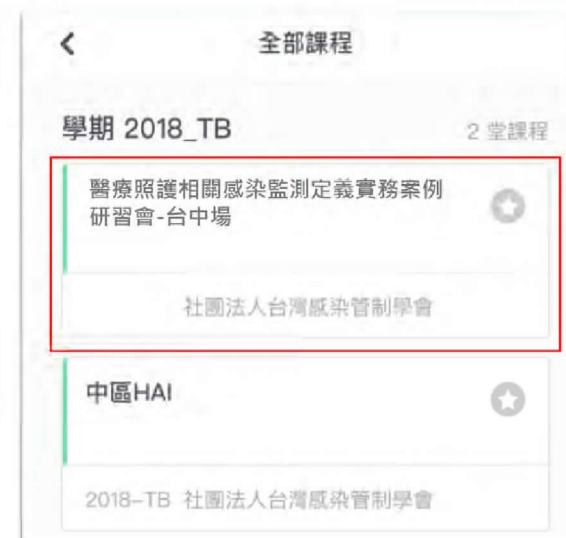 全部課程
學期 2018_TB
2 堂課程
醫療照護相關感染監測定義實務案例
研習會-台中場
社團法人台灣感染管制學會
中區HAI
2018-TB 社團法人台灣感染管制學會